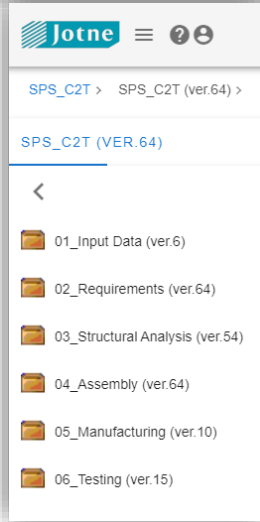 Jotne
SPS_C2T > SPS_C2T (ver.64) >
SPS_C2T (VER.64)
01_Input Data (ver.6)
02_Requirements (ver.64)
03_Structural Analysis (ver.54)
04_Assembly (ver.64)
05_Manufacturing (ver.10)
06_Testing (ver.15)